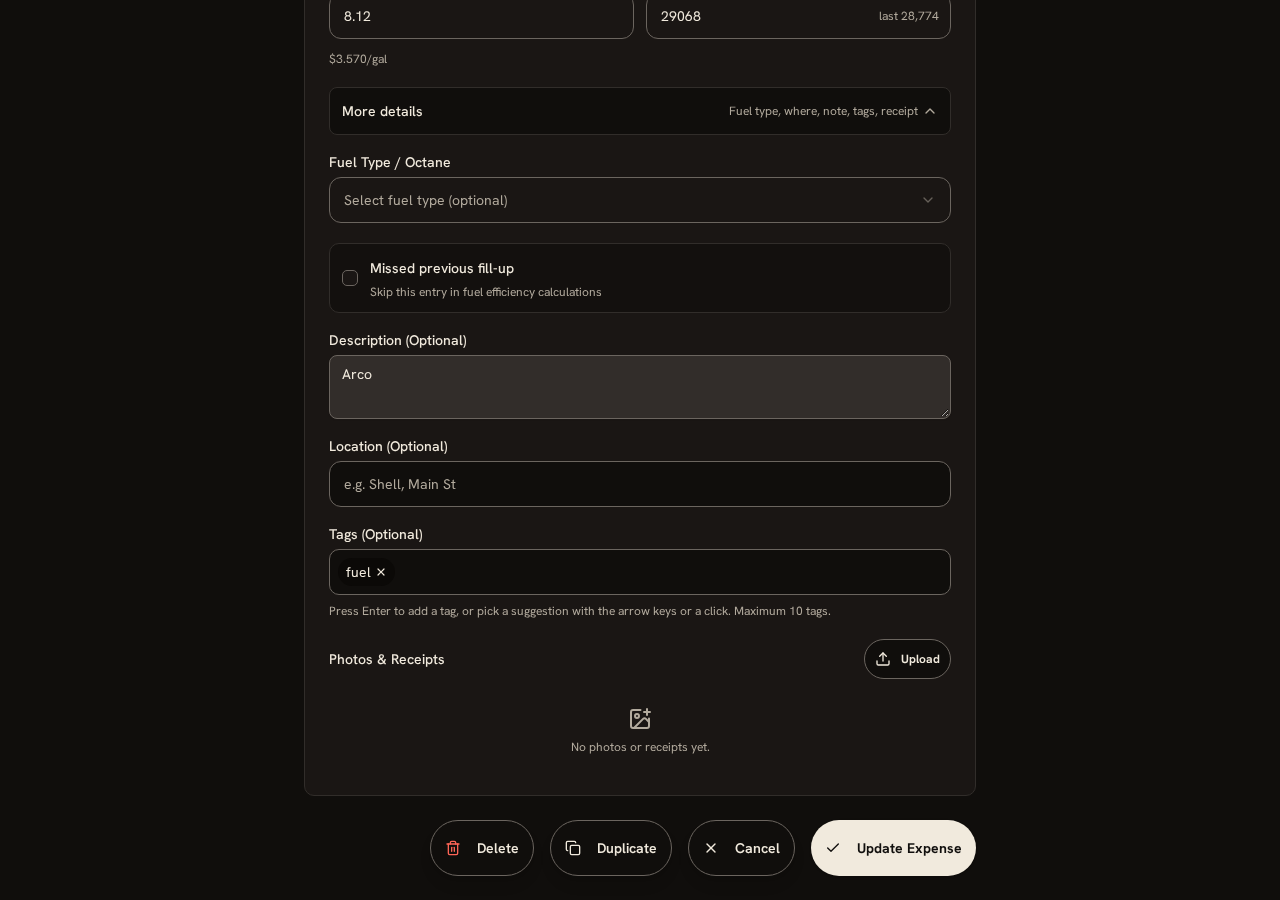 8.12
29068 last 28,774
$3.570/gal
More details Fuel type, where, note, tags, receipt
Fuel Type / Octane
Select fuel type (optional)
Missed previous fill-up
Skip this entry in fuel efficiency calculations
Description (Optional)
Arco
Location (Optional)
e.g. Shell, Main St
Tags (Optional)
fuel ×
Press Enter to add a tag, or pick a suggestion with the arrow keys or a click. Maximum 10 tags.
Photos & Receipts Upload
No photos or receipts yet.
Delete Duplicate Cancel Update Expense